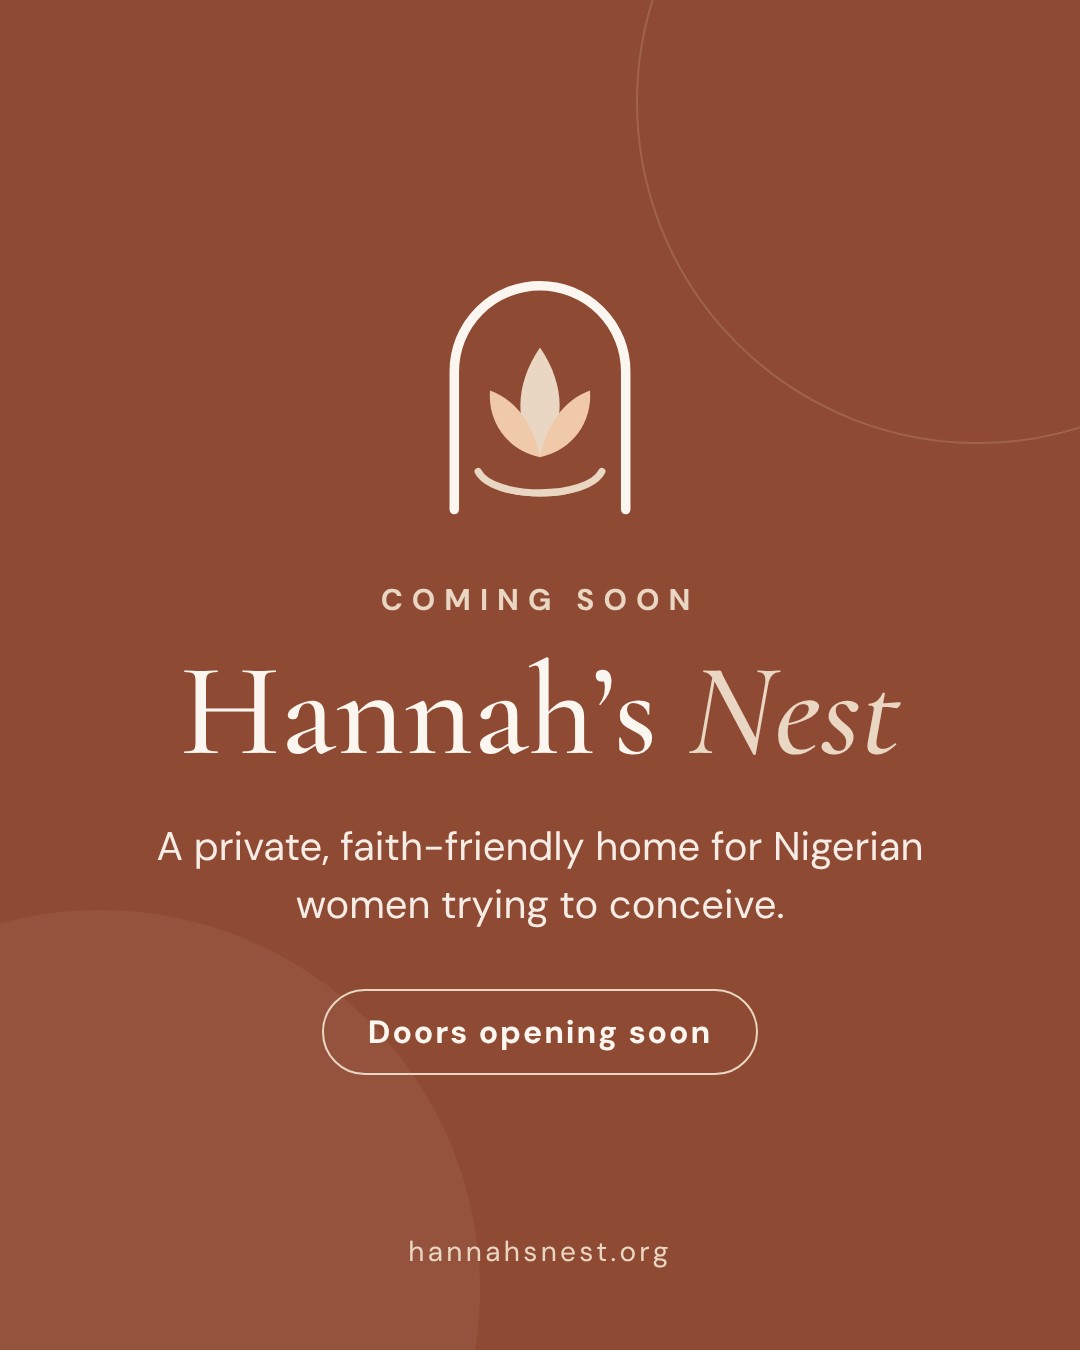 COMING SOON
Hannah’s Nest
A private, faith-friendly home for Nigerian
women trying to conceive.
Doors opening soon
hannahsnest.org